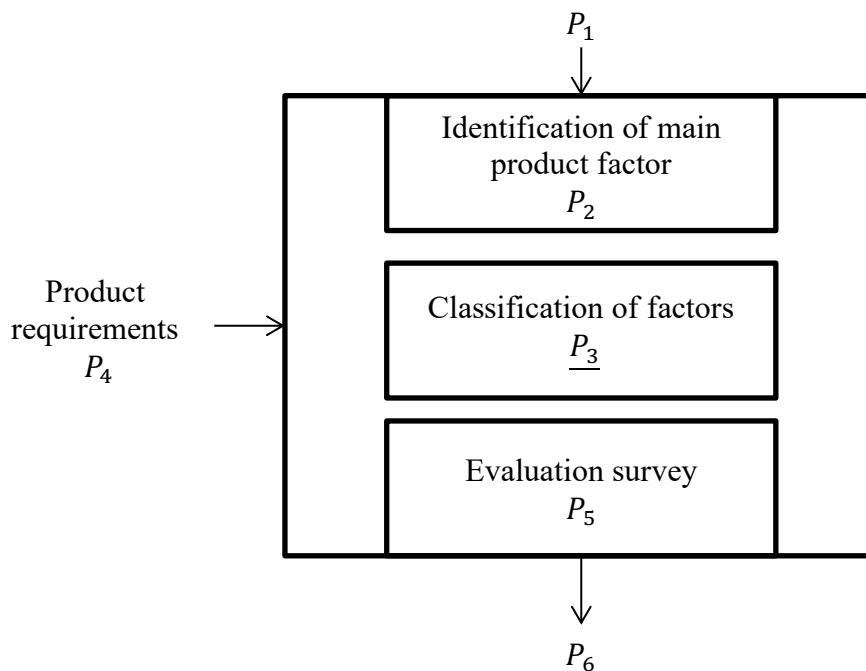 P₁
Identification of main
product factor
P₂
Classification of factors
P₃
Product
requirements
P₄
Evaluation survey
P₅
P₆